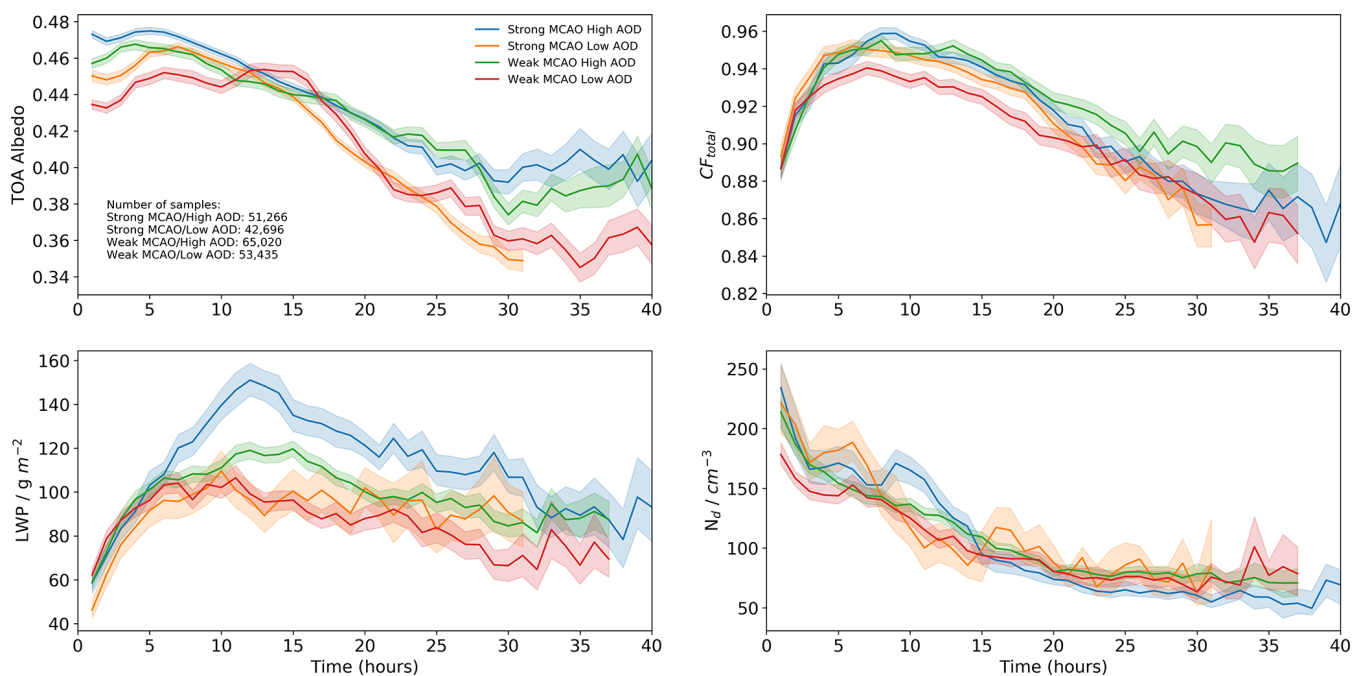 0.48
0.46
0.44
0.42
0.40
0.38
0.36
0.34
TOA Albedo
Strong MCAO High AOD
Strong MCAO Low AOD
Weak MCAO High AOD
Weak MCAO Low AOD
Number of samples:
Strong MCAO/High AOD: 51,266
Strong MCAO/Low AOD: 42,696
Weak MCAO/High AOD: 65,020
Weak MCAO/Low AOD: 53,435
0 5 10 15 20 25 30 35 40
0.96
0.94
0.92
0.90
0.88
0.86
0.84
0.82
CF_total
0 5 10 15 20 25 30 35 40
160
140
120
100
80
60
40
LWP / g m⁻²
0 5 10 15 20 25 30 35 40
Time (hours)
250
200
150
100
50
N_d / cm⁻³
0 5 10 15 20 25 30 35 40
Time (hours)